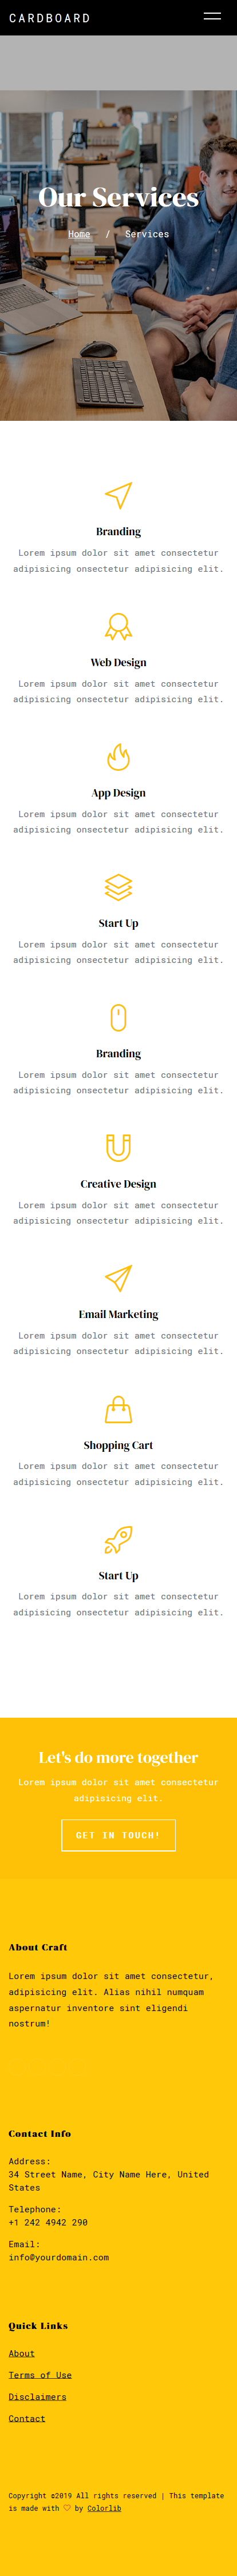 CARDBOARD
Our Services
Home / Services
Branding
Lorem ipsum dolor sit amet consectetur
adipisicing onsectetur adipisicing elit.
Web Design
Lorem ipsum dolor sit amet consectetur
adipisicing onsectetur adipisicing elit.
App Design
Lorem ipsum dolor sit amet consectetur
adipisicing onsectetur adipisicing elit.
Start Up
Lorem ipsum dolor sit amet consectetur
adipisicing onsectetur adipisicing elit.
Branding
Lorem ipsum dolor sit amet consectetur
adipisicing onsectetur adipisicing elit.
Creative Design
Lorem ipsum dolor sit amet consectetur
adipisicing onsectetur adipisicing elit.
Email Marketing
Lorem ipsum dolor sit amet consectetur
adipisicing onsectetur adipisicing elit.
Shopping Cart
Lorem ipsum dolor sit amet consectetur
adipisicing onsectetur adipisicing elit.
Start Up
Lorem ipsum dolor sit amet consectetur
adipisicing onsectetur adipisicing elit.
Let's do more together
Lorem ipsum dolor sit amet consectetur
adipisicing elit.
GET IN TOUCH!
About Craft
Lorem ipsum dolor sit amet consectetur,
adipisicing elit. Alias nihil numquam
aspernatur inventore sint eligendi
nostrum!
Contact Info
Address:
34 Street Name, City Name Here, United
States
Telephone:
+1 242 4942 290
Email:
info@yourdomain.com
Quick Links
About
Terms of Use
Disclaimers
Contact
Copyright ©2019 All rights reserved | This template
is made with ♡ by Colorlib